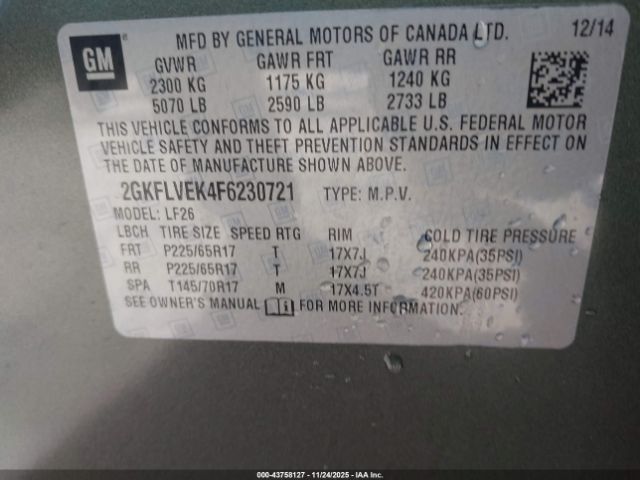 GM
MFD BY GENERAL MOTORS OF CANADA LTD. 12/14
GVWR GAWR FRT GAWR RR
2300 KG 1175 KG 1240 KG
5070 LB 2590 LB 2733 LB
THIS VEHICLE CONFORMS TO ALL APPLICABLE U.S. FEDERAL MOTOR
VEHICLE SAFETY AND THEFT PREVENTION STANDARDS IN EFFECT ON
THE DATE OF MANUFACTURE SHOWN ABOVE.
2GKFLVEK4F6230721 TYPE: M.P.V.
MODEL: LF26
LBCH TIRE SIZE SPEED RTG RIM COLD TIRE PRESSURE
FRT P225/65R17 T 17X7J 240KPA(35PSI)
RR P225/65R17 T 17X7J 240KPA(35PSI)
SPA T145/70R17 M 17X4.5T 420KPA(60PSI)
SEE OWNER'S MANUAL FOR MORE INFORMATION.
000-43758127 - 11/24/2025 - IAA Inc.